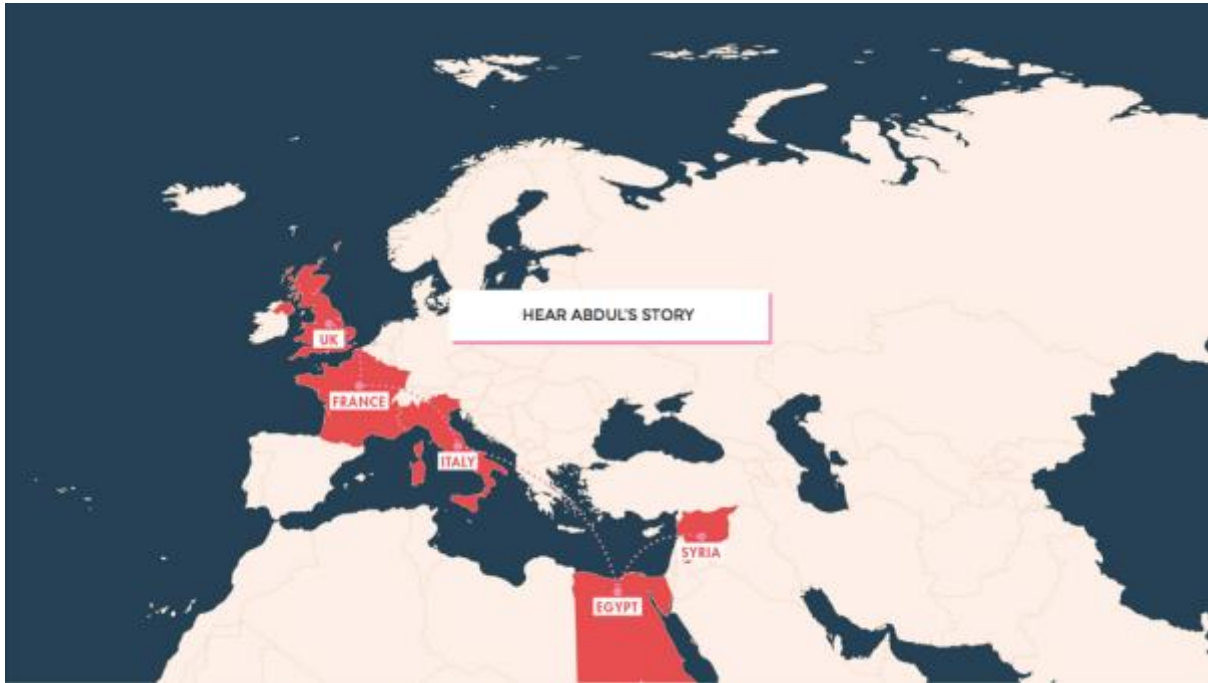 HEAR ABDUL'S STORY
UK
FRANCE
ITALY
SYRIA
EGYPT